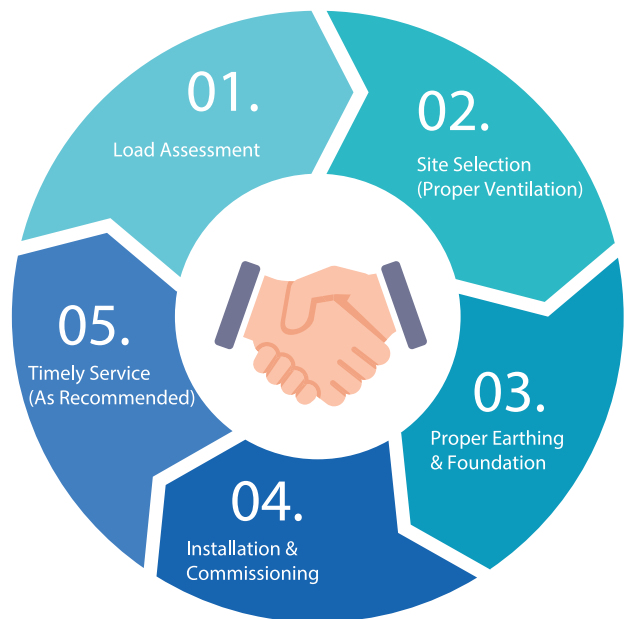 01.
Load Assessment
02.
Site Selection
(Proper Ventilation)
03.
Proper Earthing
& Foundation
04.
Installation &
Commissioning
05.
Timely Service
(As Recommended)